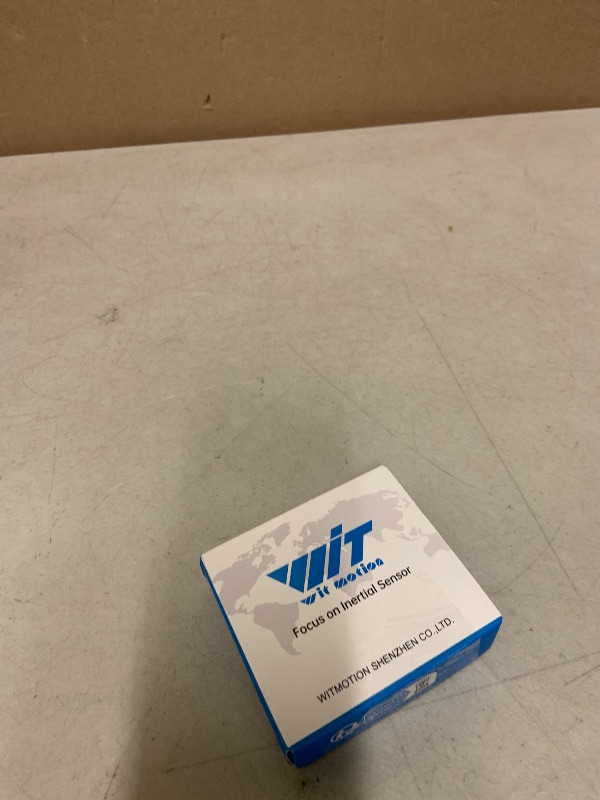 WiT
wit motion
Focus on Inertial Sensor
WITMOTION SHENZHEN CO.,LTD.